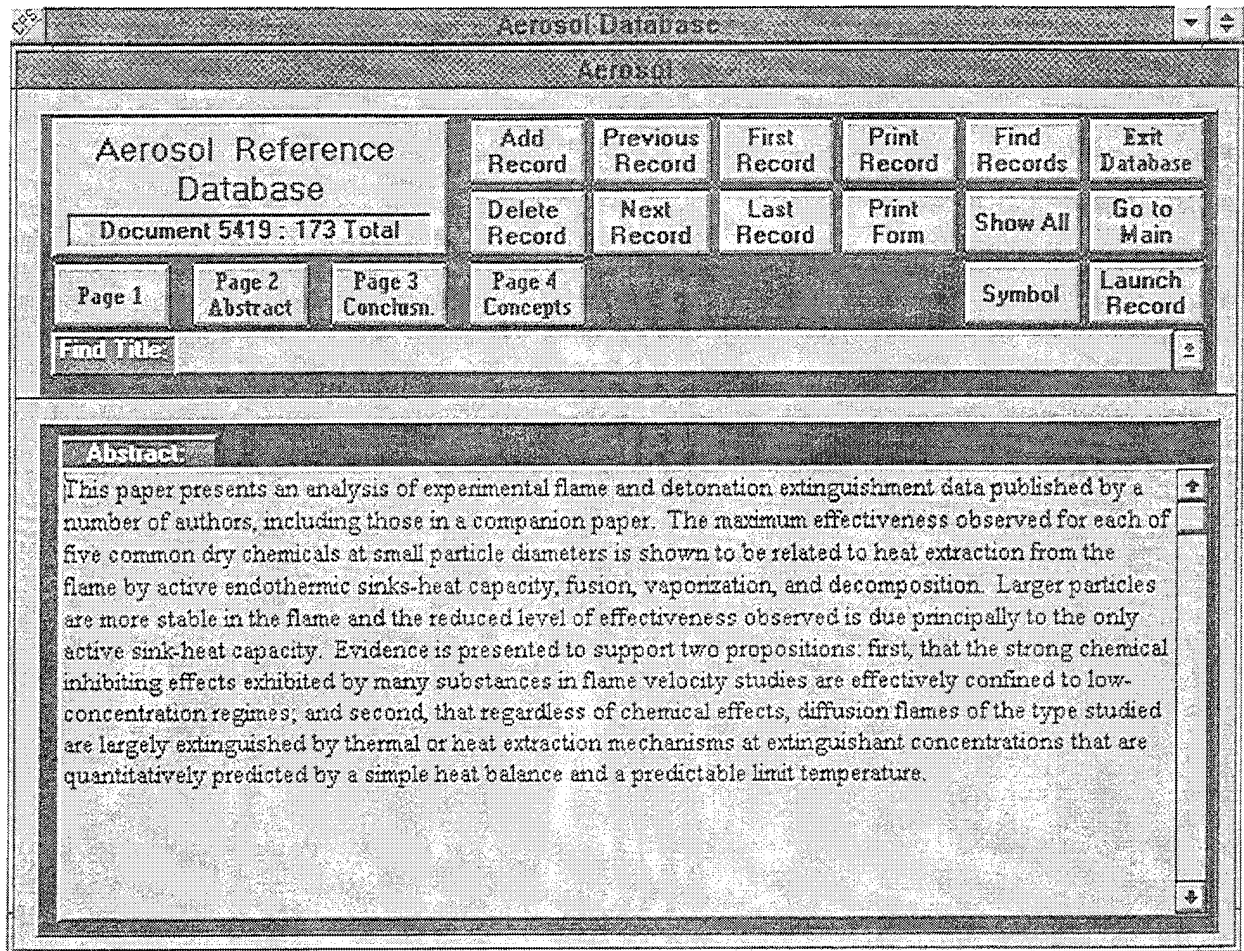 CFS
Aerosol Database
Aerosol
Aerosol Reference
Database
Document 5419 : 173 Total
Add
Record
Previous
Record
First
Record
Print
Record
Find
Records
Exit
Database
Delete
Record
Next
Record
Last
Record
Print
Form
Show All
Go to
Main
Page 1
Page 2
Abstract
Page 3
Conclusn.
Page 4
Concepts
Symbol
Launch
Record
Find Title:
Abstract:
This paper presents an analysis of experimental flame and detonation extinguishment data published by a
number of authors, including those in a companion paper. The maximum effectiveness observed for each of
five common dry chemicals at small particle diameters is shown to be related to heat extraction from the
flame by active endothermic sinks-heat capacity, fusion, vaporization, and decomposition. Larger particles
are more stable in the flame and the reduced level of effectiveness observed is due principally to the only
active sink-heat capacity. Evidence is presented to support two propositions: first, that the strong chemical
inhibiting effects exhibited by many substances in flame velocity studies are effectively confined to low-
concentration regimes; and second, that regardless of chemical effects, diffusion flames of the type studied
are largely extinguished by thermal or heat extraction mechanisms at extinguishant concentrations that are
quantitatively predicted by a simple heat balance and a predictable limit temperature.